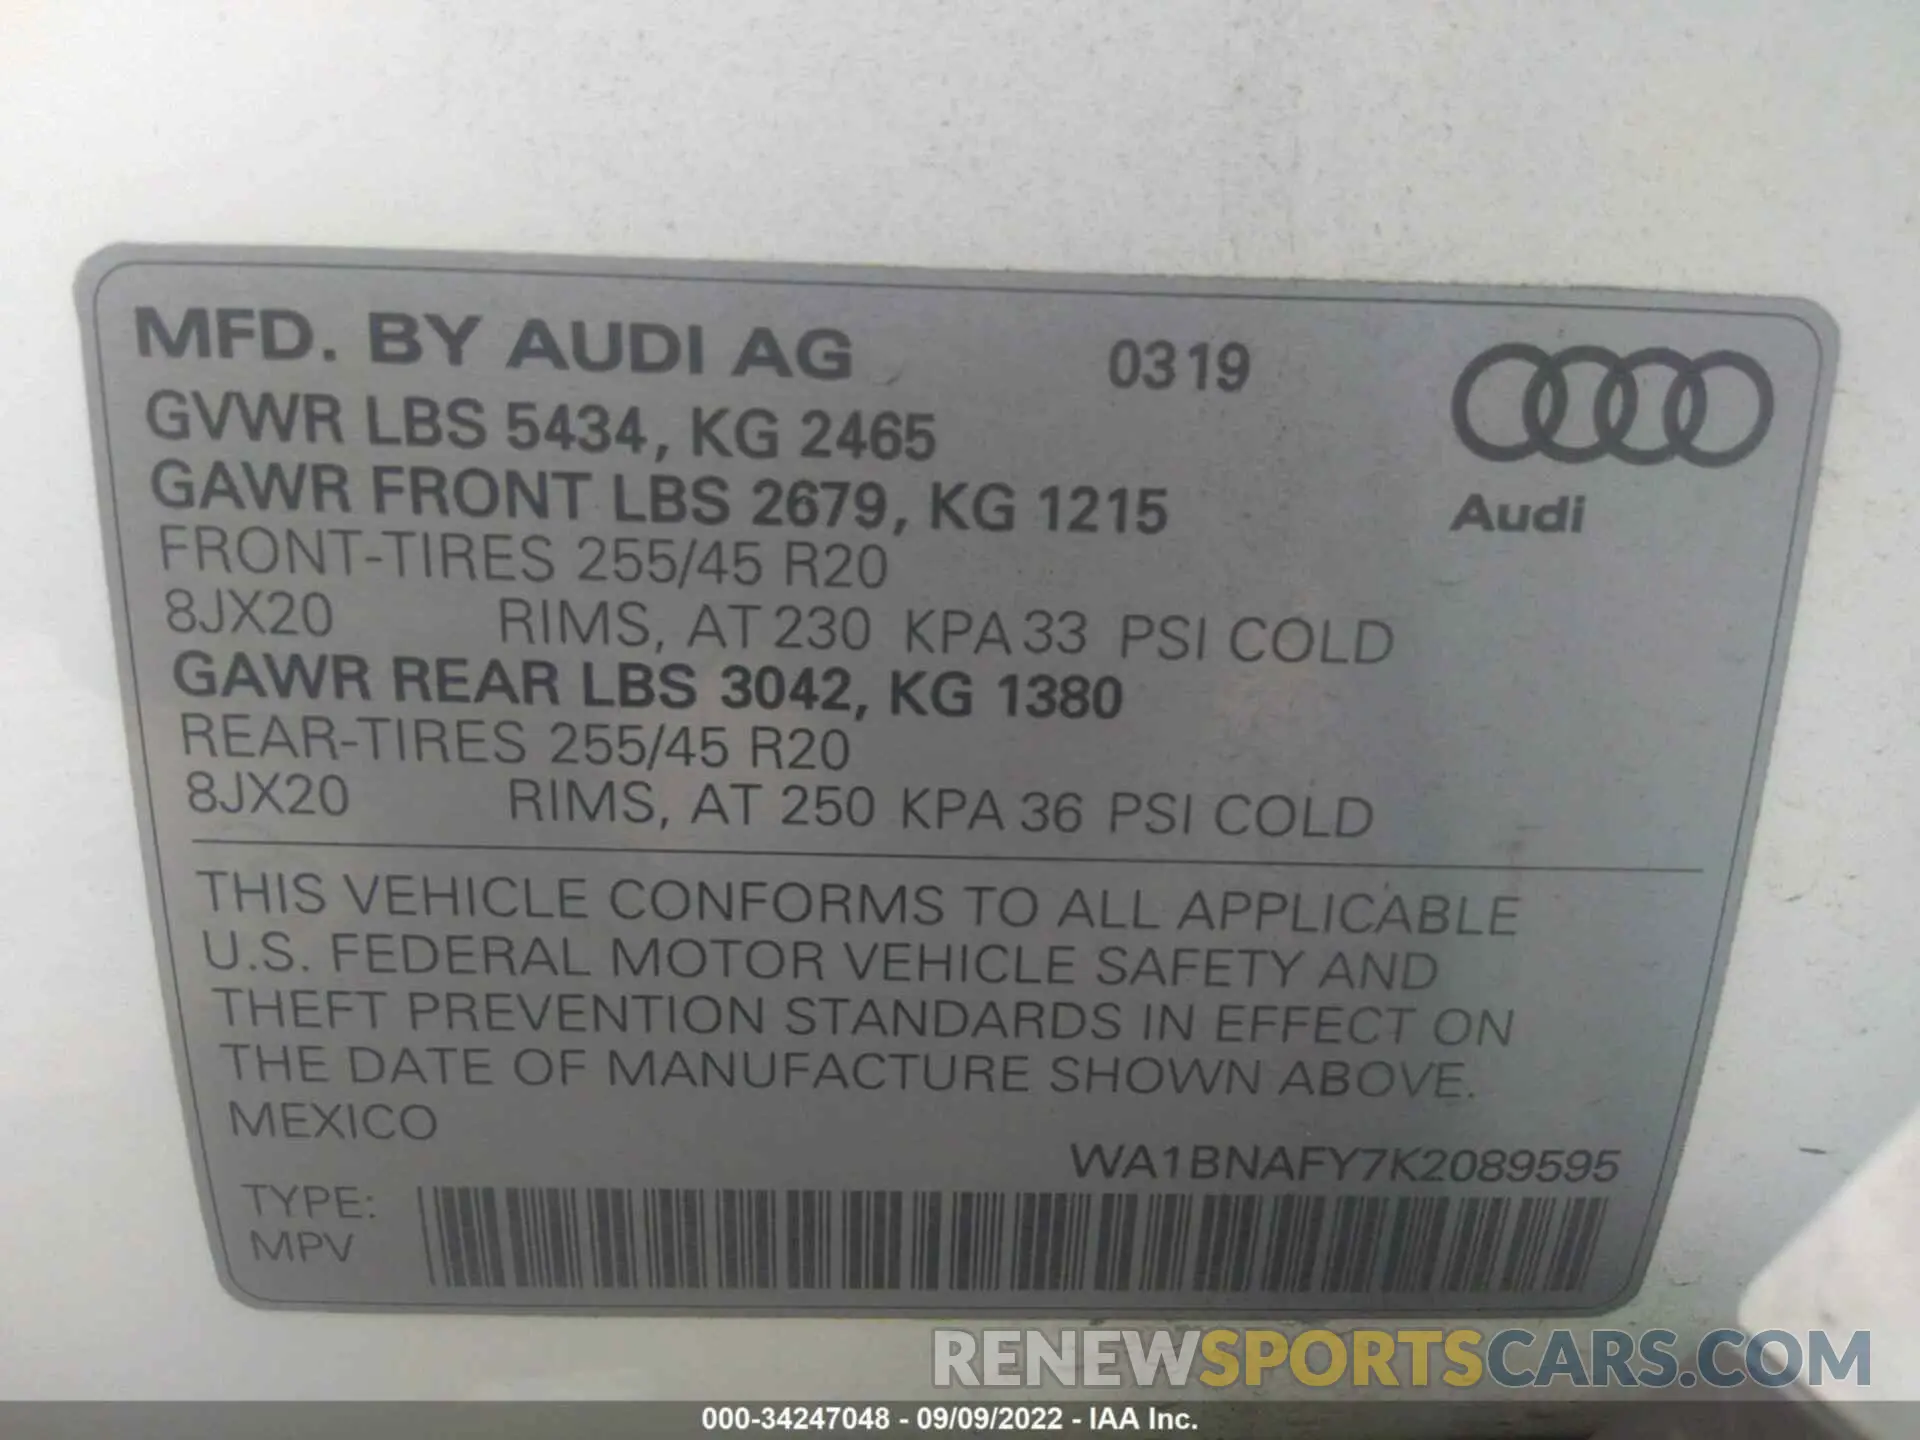 MFD. BY AUDI AG 0319
GVWR LBS 5434, KG 2465
GAWR FRONT LBS 2679, KG 1215
Audi
FRONT-TIRES 255/45 R20
8JX20 RIMS, AT 230 KPA 33 PSI COLD
GAWR REAR LBS 3042, KG 1380
REAR-TIRES 255/45 R20
8JX20 RIMS, AT 250 KPA 36 PSI COLD
THIS VEHICLE CONFORMS TO ALL APPLICABLE
U.S. FEDERAL MOTOR VEHICLE SAFETY AND
THEFT PREVENTION STANDARDS IN EFFECT ON
THE DATE OF MANUFACTURE SHOWN ABOVE.
MEXICO
WA1BNAFY7K2089595
TYPE:
MPV
RENEWSPORTSCARS.COM
000-34247048 - 09/09/2022 - IAA Inc.